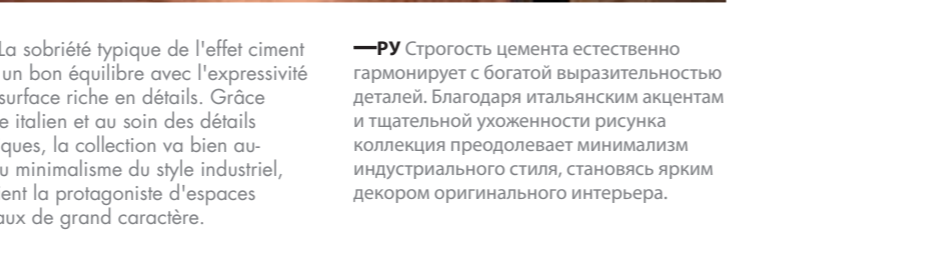 La sobriété typique de l'effet ciment
un bon équilibre avec l'expressivité
surface riche en détails. Grâce
italien et au soin des détails
la collection va bien au-
minimalisme du style industriel,
la protagoniste d'espaces
de grand caractère.
—РУ Строгость цемента естественно
гармонирует с богатой выразительностью
деталей. Благодаря итальянским акцентам
и тщательной ухоженности рисунка
коллекция преодолевает минимализм
индустриального стиля, становясь ярким
декором оригинального интерьера.